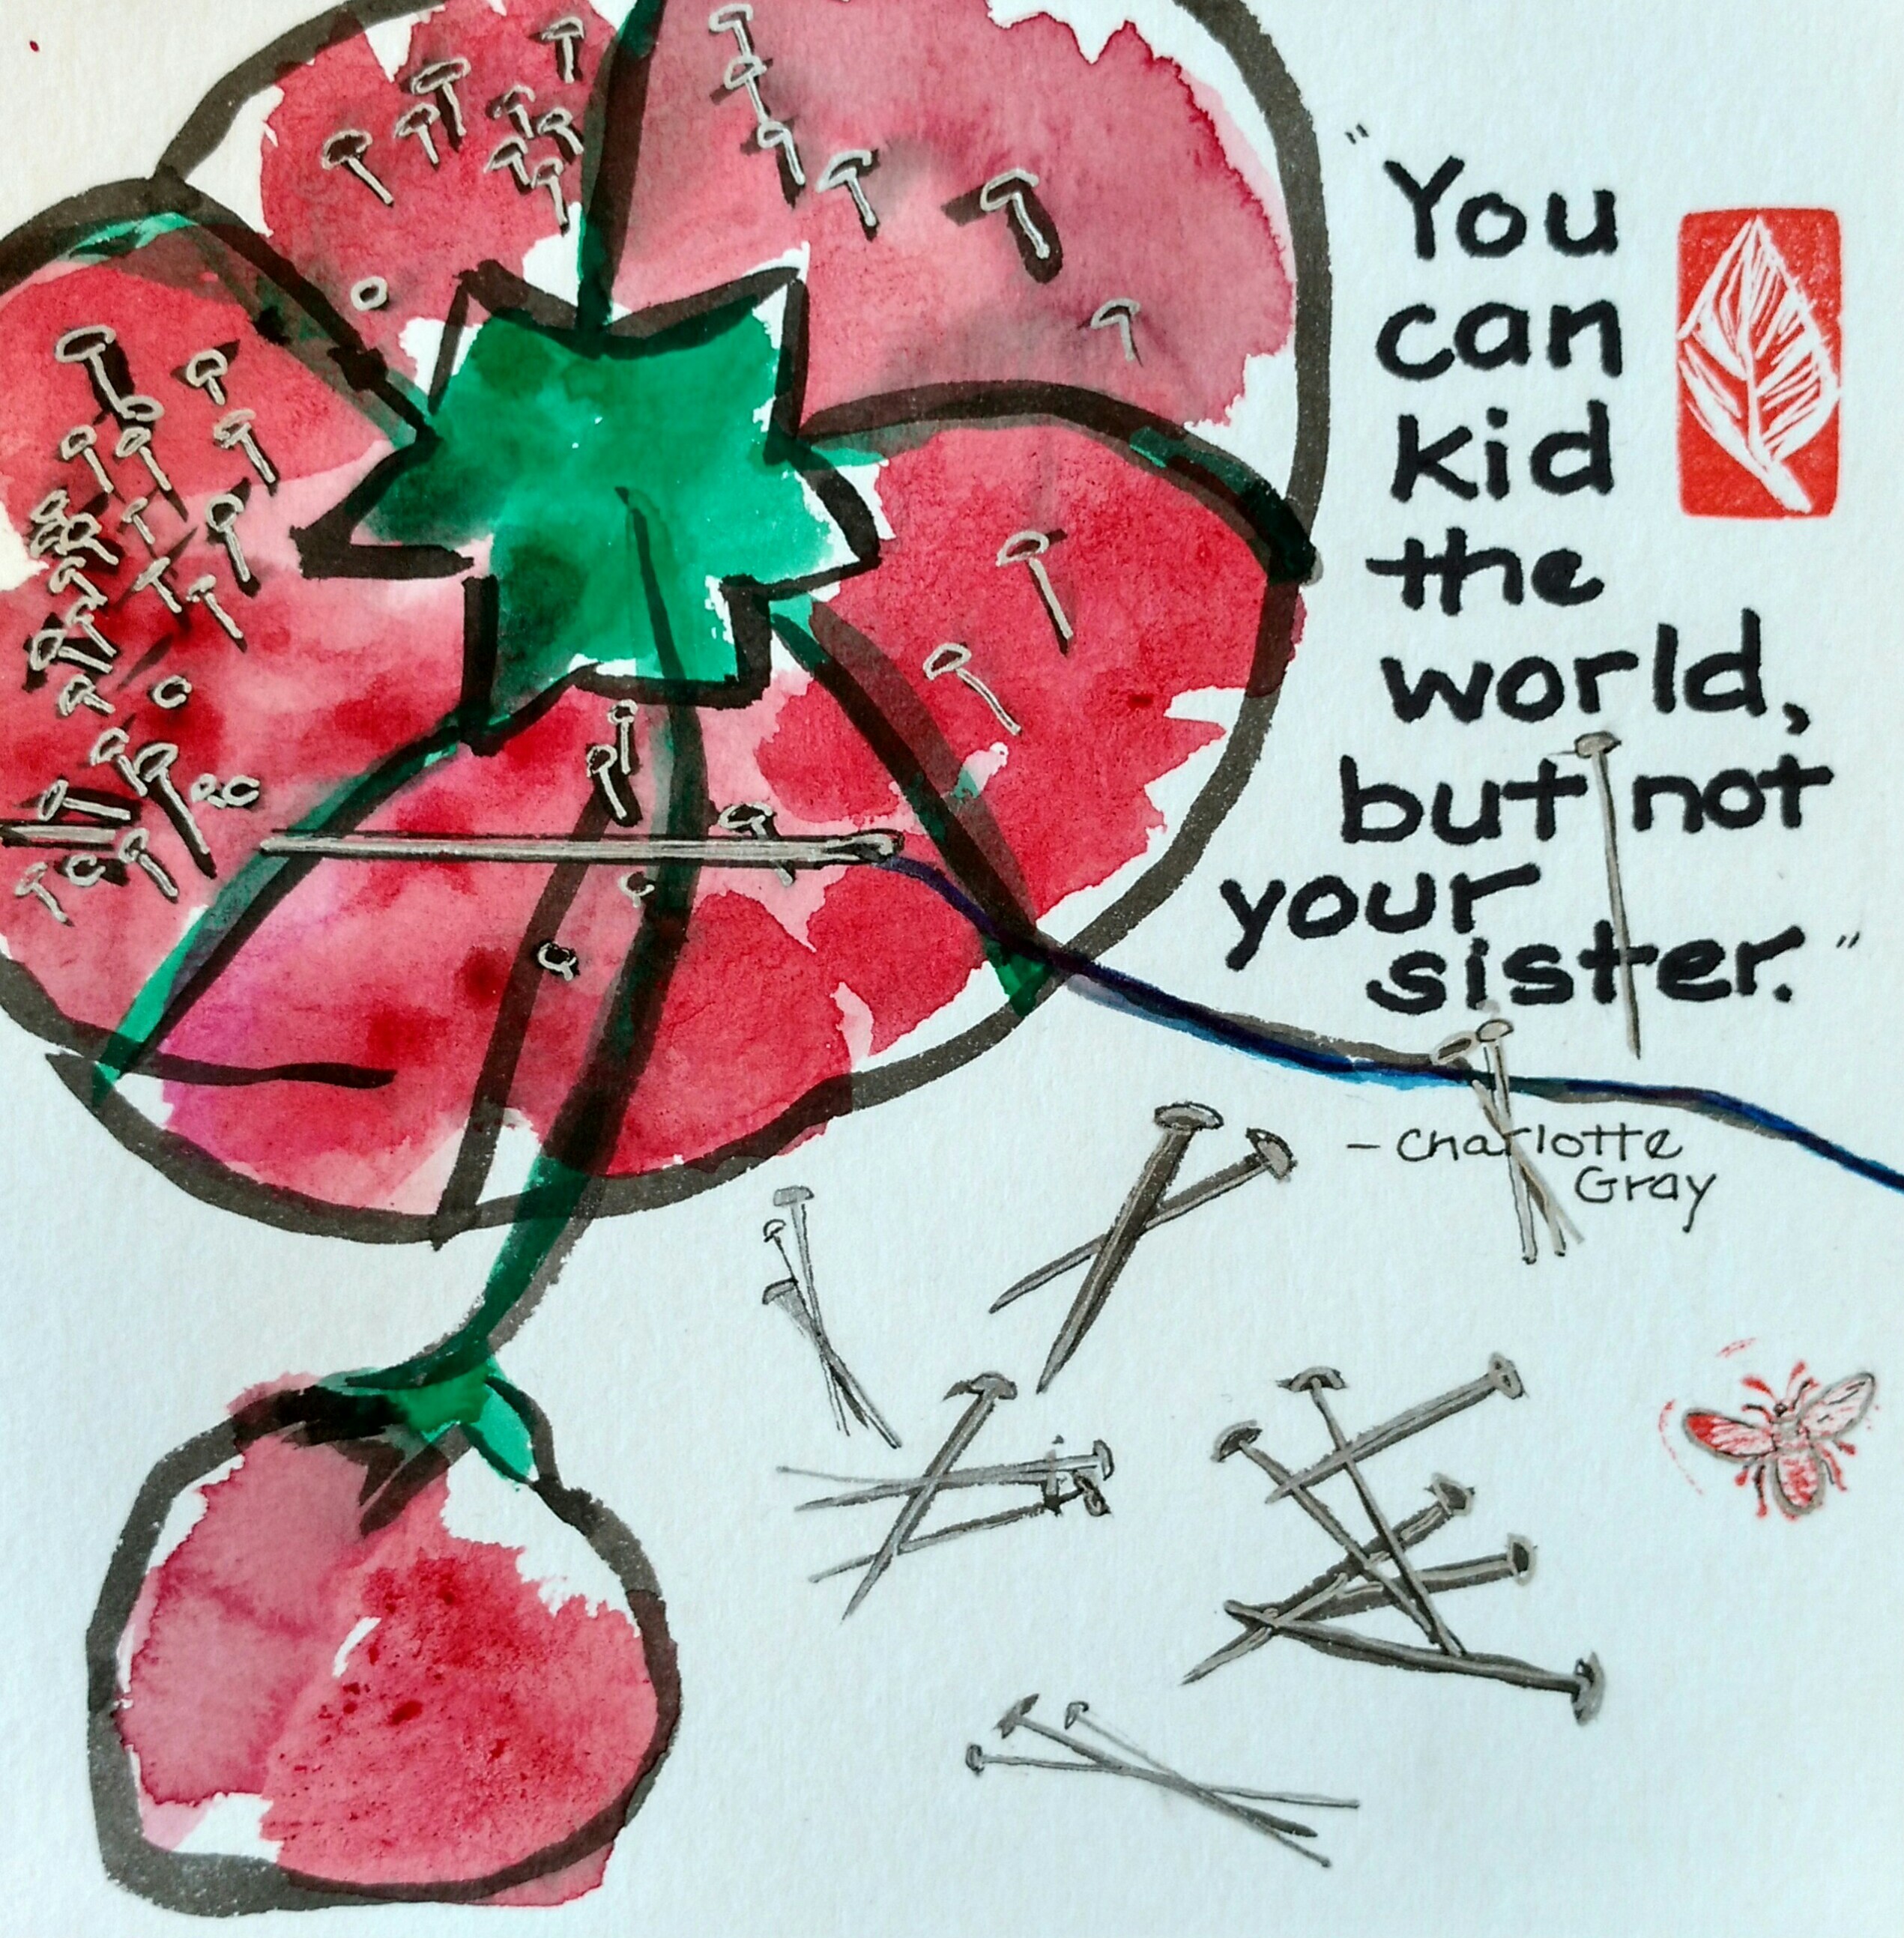 "You
can
kid
the
world,
but not
your
sister."
- Charlotte
Gray